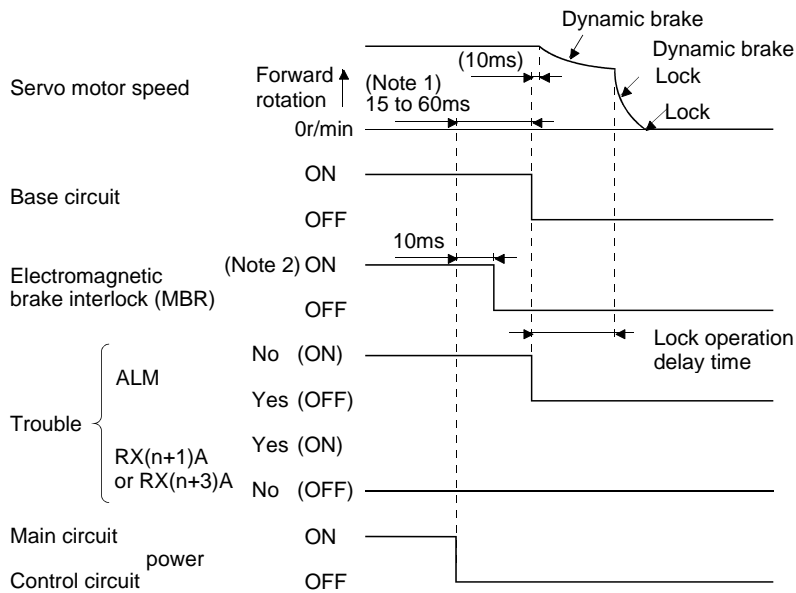 Dynamic brake
Dynamic brake
Lock
Lock
(10ms)
Servo motor speed
Forward
rotation
(Note 1)
15 to 60ms
0r/min
Base circuit
ON
OFF
10ms
Electromagnetic
brake interlock (MBR)
(Note 2) ON
OFF
Lock operation
delay time
Trouble
ALM
No (ON)
Yes (OFF)
RX(n+1)A
or RX(n+3)A
Yes (ON)
No (OFF)
Main circuit
power
Control circuit
ON
OFF